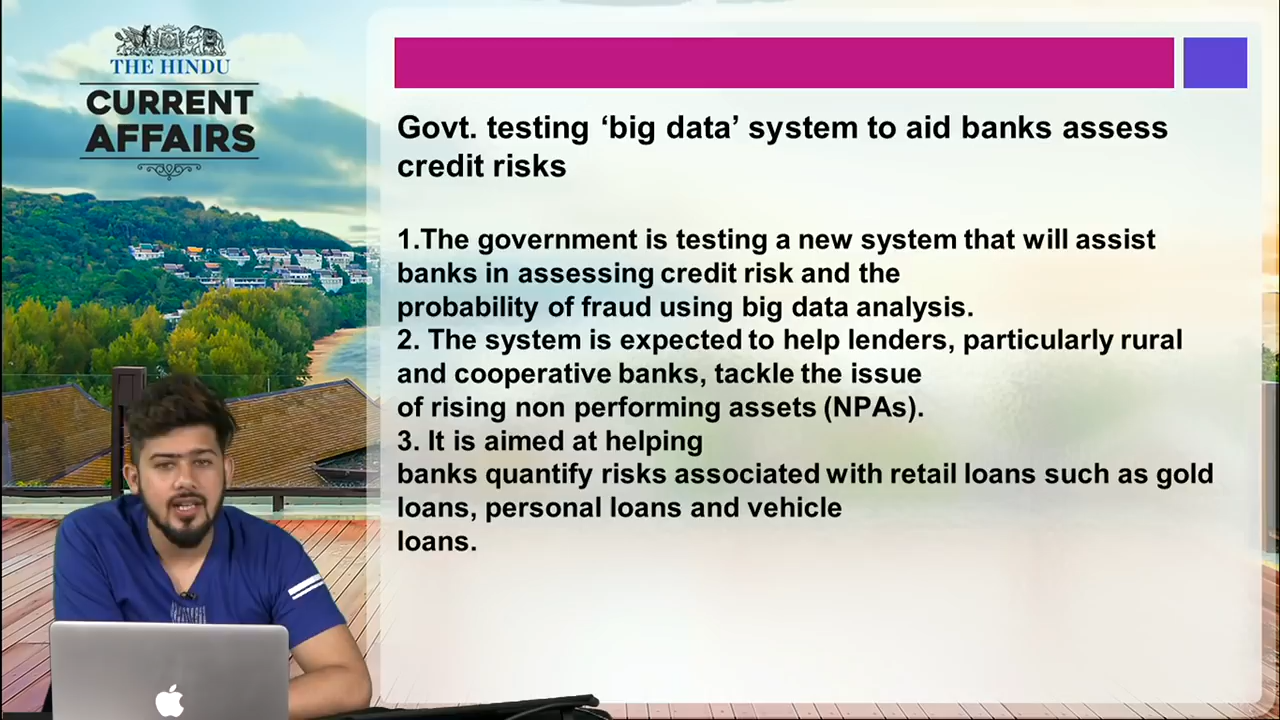 THE HINDU
CURRENT
AFFAIRS
Govt. testing ‘big data’ system to aid banks assess
credit risks
1.The government is testing a new system that will assist
banks in assessing credit risk and the
probability of fraud using big data analysis.
2. The system is expected to help lenders, particularly rural
and cooperative banks, tackle the issue
of rising non performing assets (NPAs).
3. It is aimed at helping
banks quantify risks associated with retail loans such as gold
loans, personal loans and vehicle
loans.